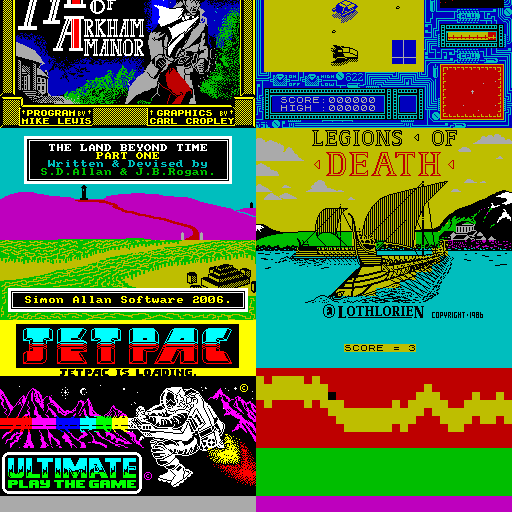 OF
ARKHAM
MANOR
PROGRAM BY
MIKE LEWIS
GRAPHICS BY
CARL CROPLEY
SCORE:000000
HIGH :000000
THE LAND BEYOND TIME
PART ONE
Written & Devised by
S.D.Allan & J.B.Rogan.
Simon Allan Software 2006.
LEGIONS OF
DEATH
LOTHLORIEN
COPYRIGHT 1986
JETPAC
JETPAC IS LOADING.
ULTIMATE
PLAY THE GAME
SCORE = 3